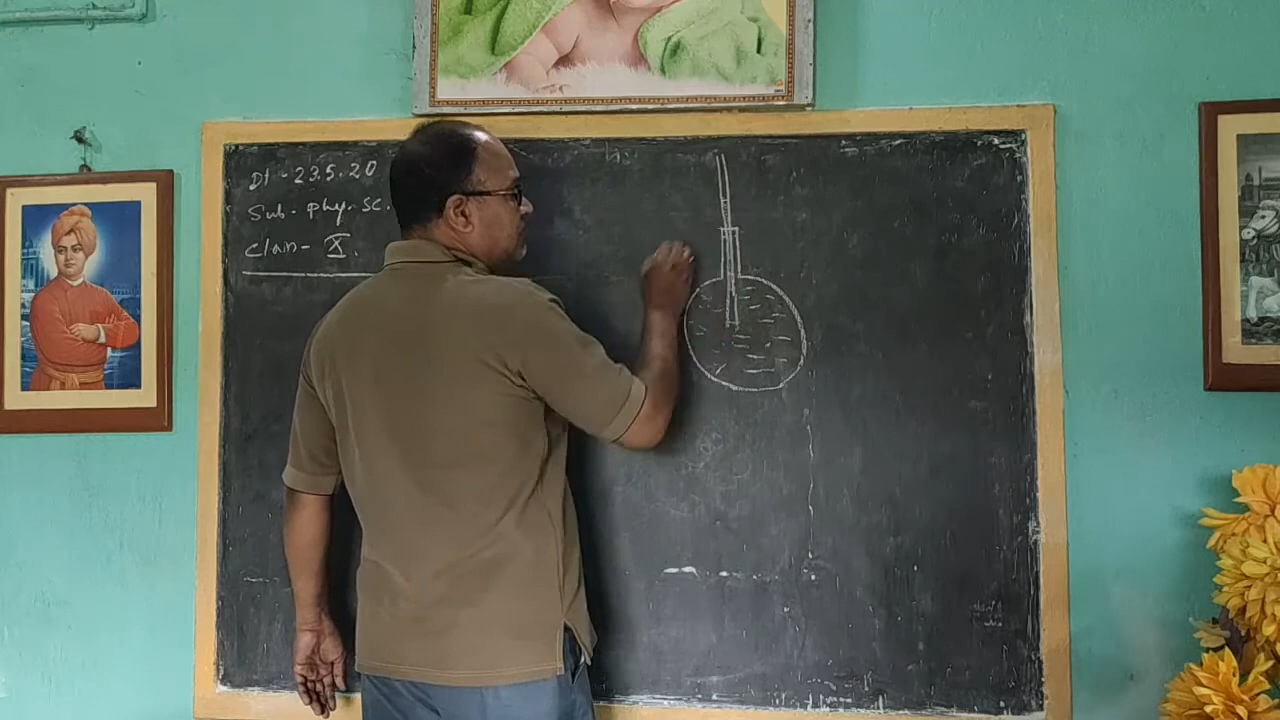 Dt - 23.5.20
Sub - Phy. Sc.
Class - X.